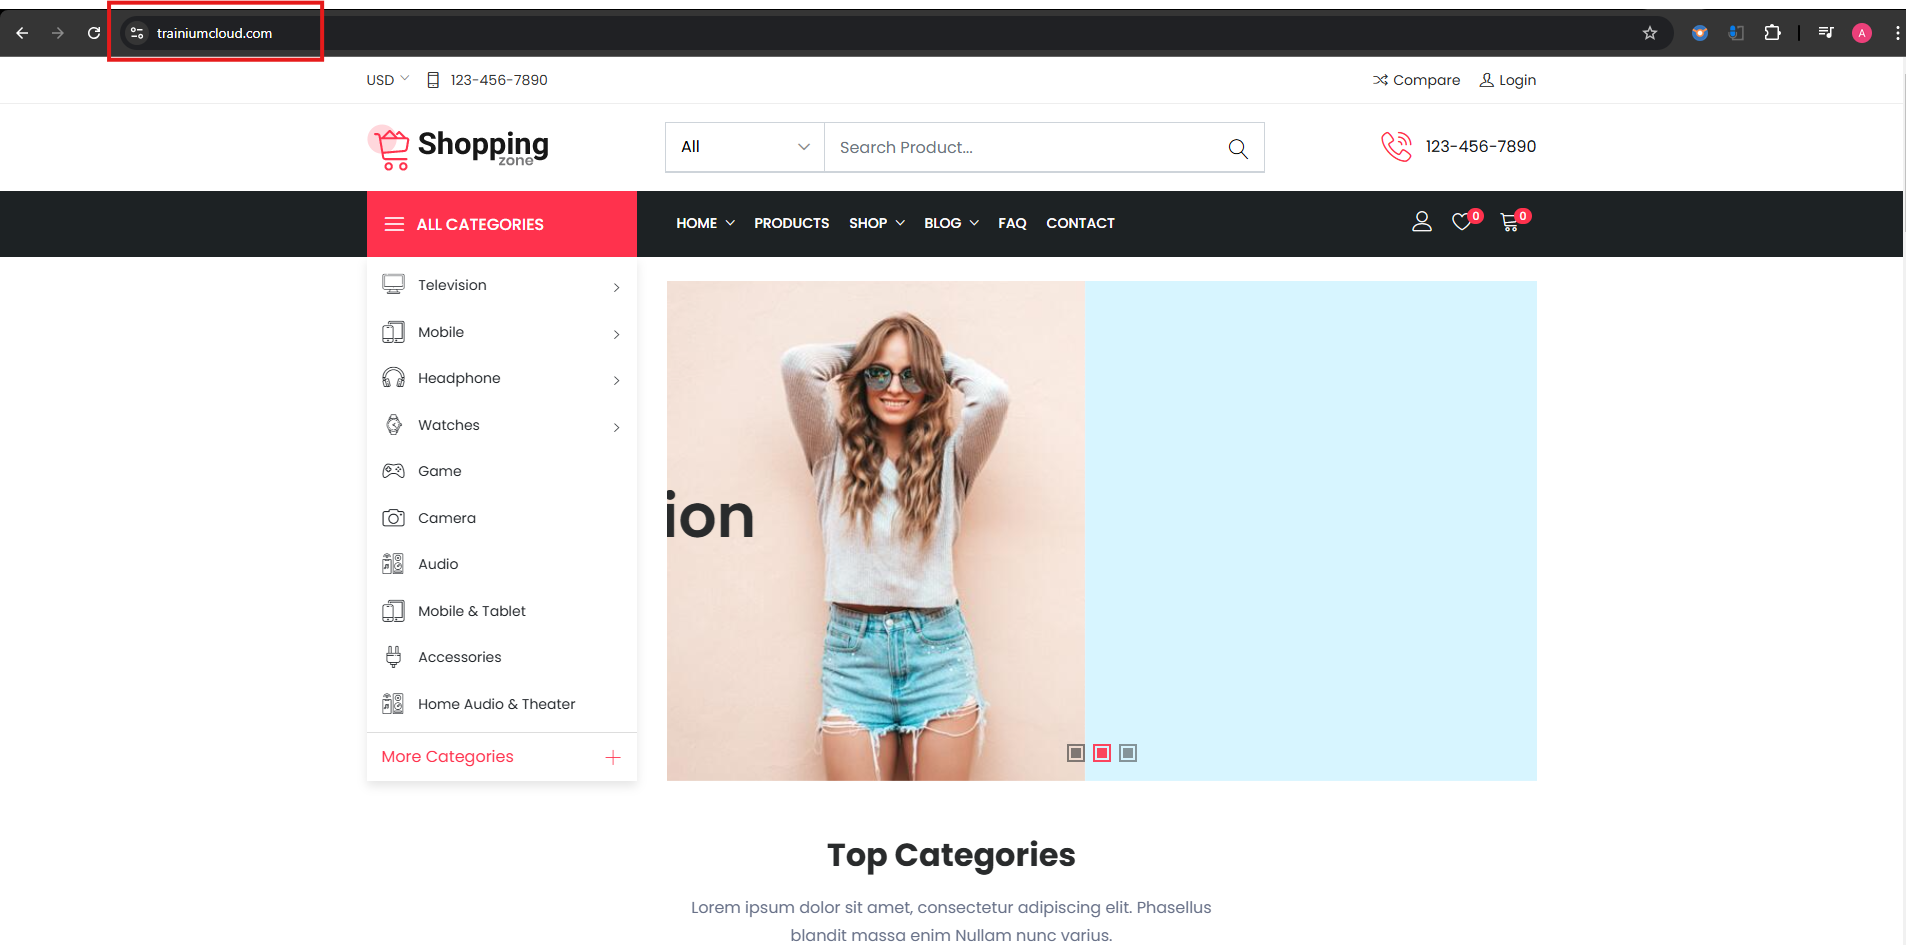 trainiumcloud.com
A
USD 123-456-7890
Compare Login
Shopping
zone
All Search Product... 123-456-7890
ALL CATEGORIES HOME PRODUCTS SHOP BLOG FAQ CONTACT 0 0
Television
Mobile
Headphone
Watches
Game
Camera
Audio
Mobile & Tablet
Accessories
Home Audio & Theater
More Categories
ion
Top Categories
Lorem ipsum dolor sit amet, consectetur adipiscing elit. Phasellus
blandit massa enim Nullam nunc varius.